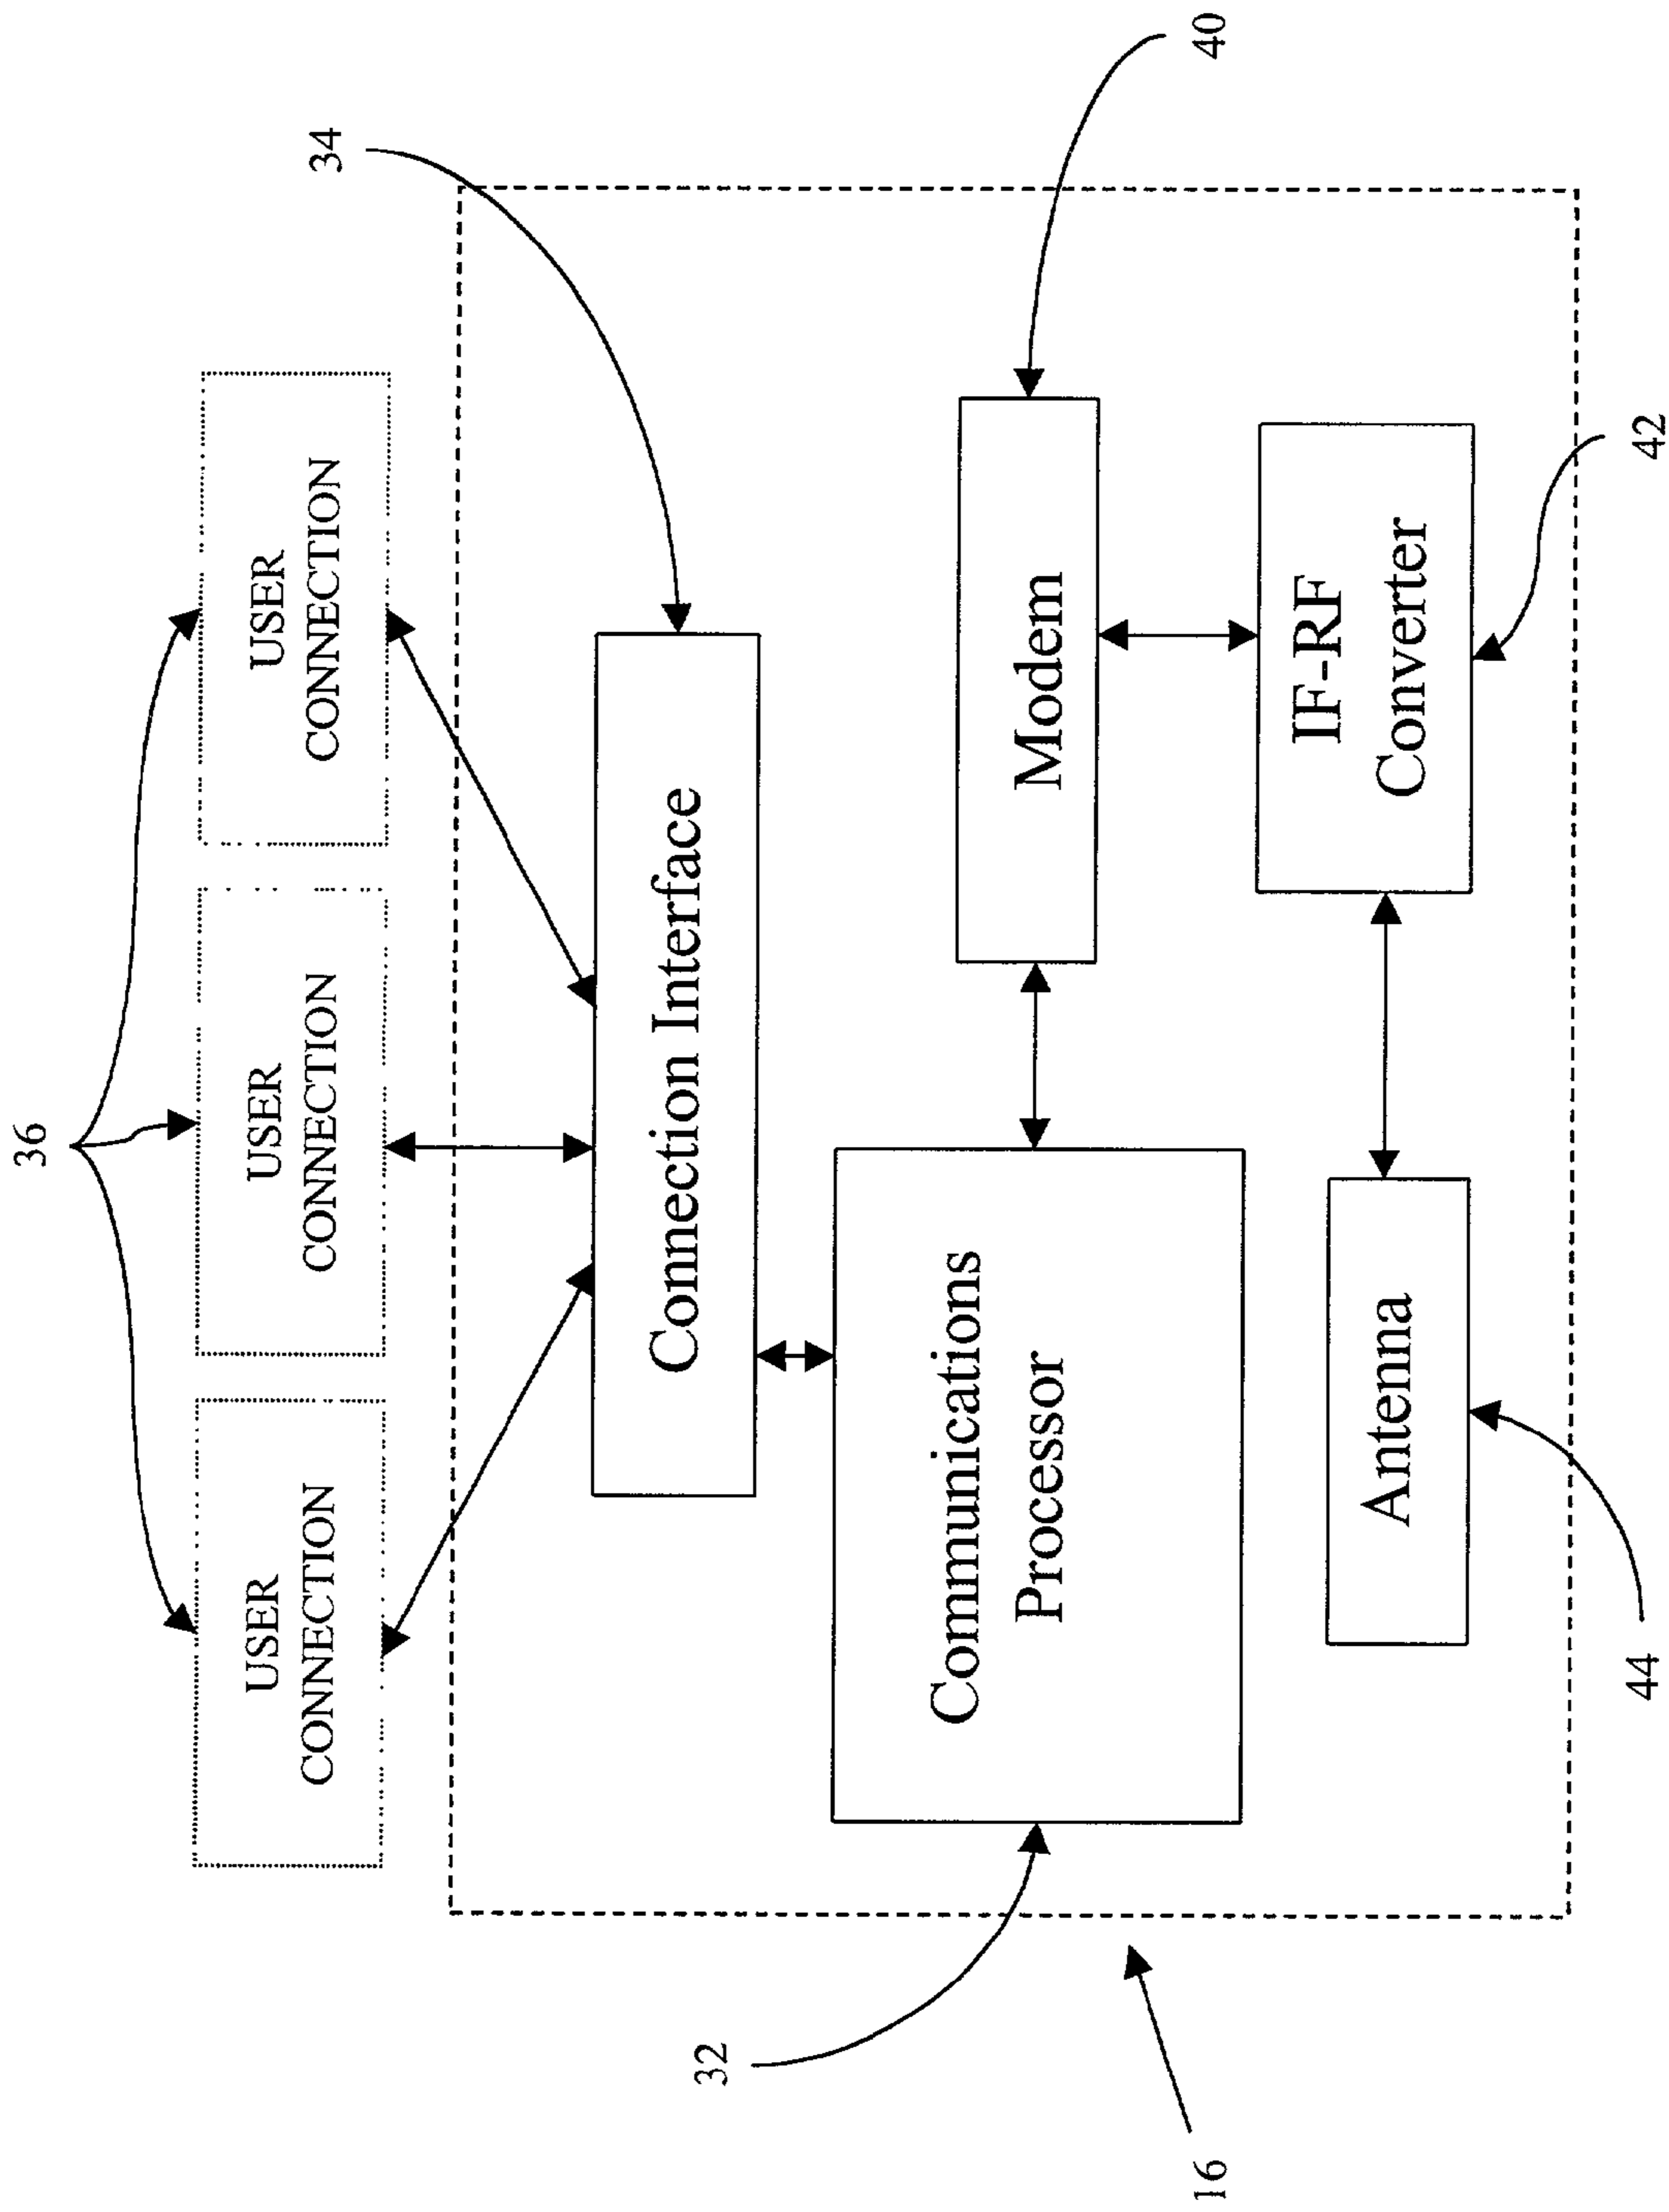 36
USER
CONNECTION
USER
CONNECTION
USER
CONNECTION
34
Connection Interface
32
Communications
Processor
Modem
40
16
Antenna
IF-RF
Converter
44
42